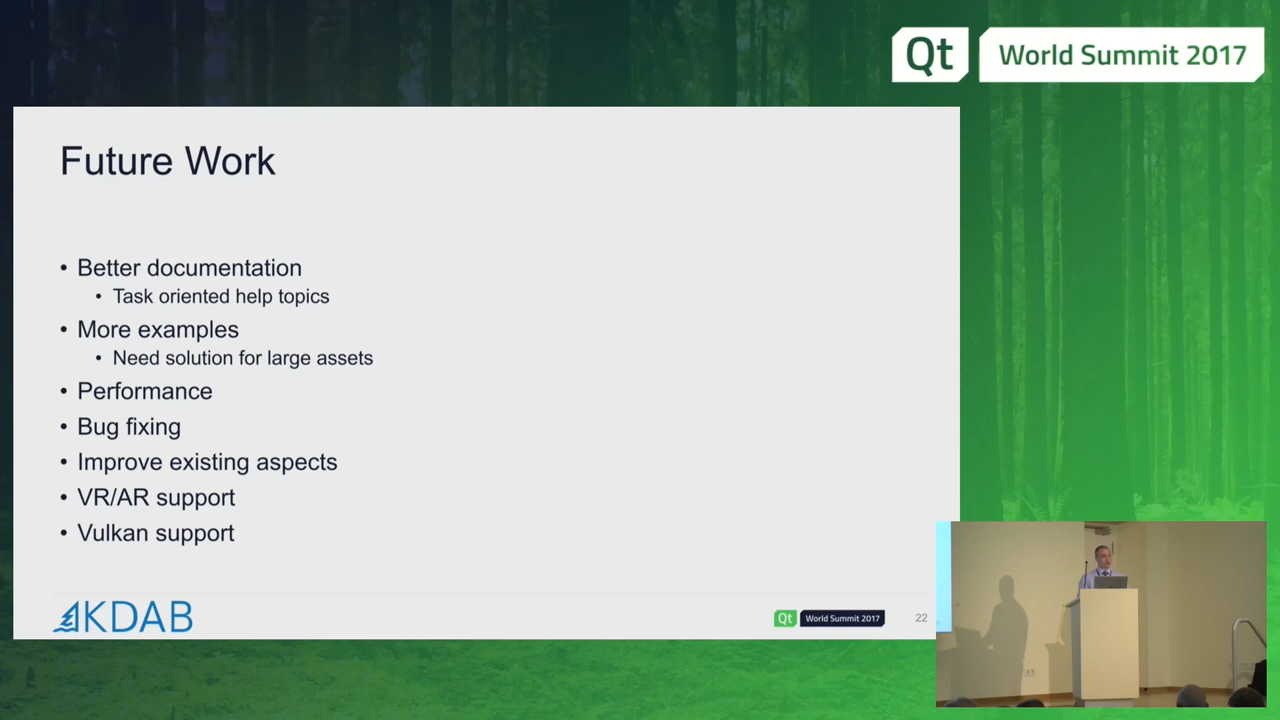 Qt World Summit 2017
Future Work
• Better documentation
• Task oriented help topics
• More examples
• Need solution for large assets
• Performance
• Bug fixing
• Improve existing aspects
• VR/AR support
• Vulkan support
KDAB
Qt World Summit 2017
22